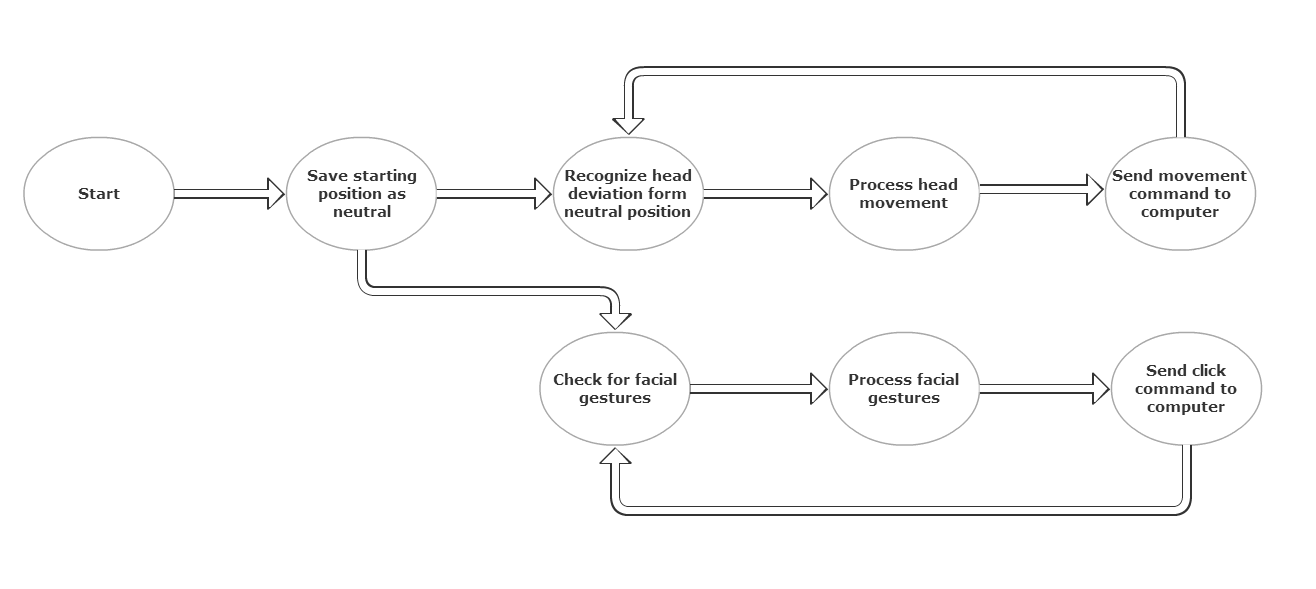 Start
Save starting
position as
neutral
Recognize head
deviation form
neutral position
Process head
movement
Send movement
command to
computer
Check for facial
gestures
Process facial
gestures
Send click
command to
computer